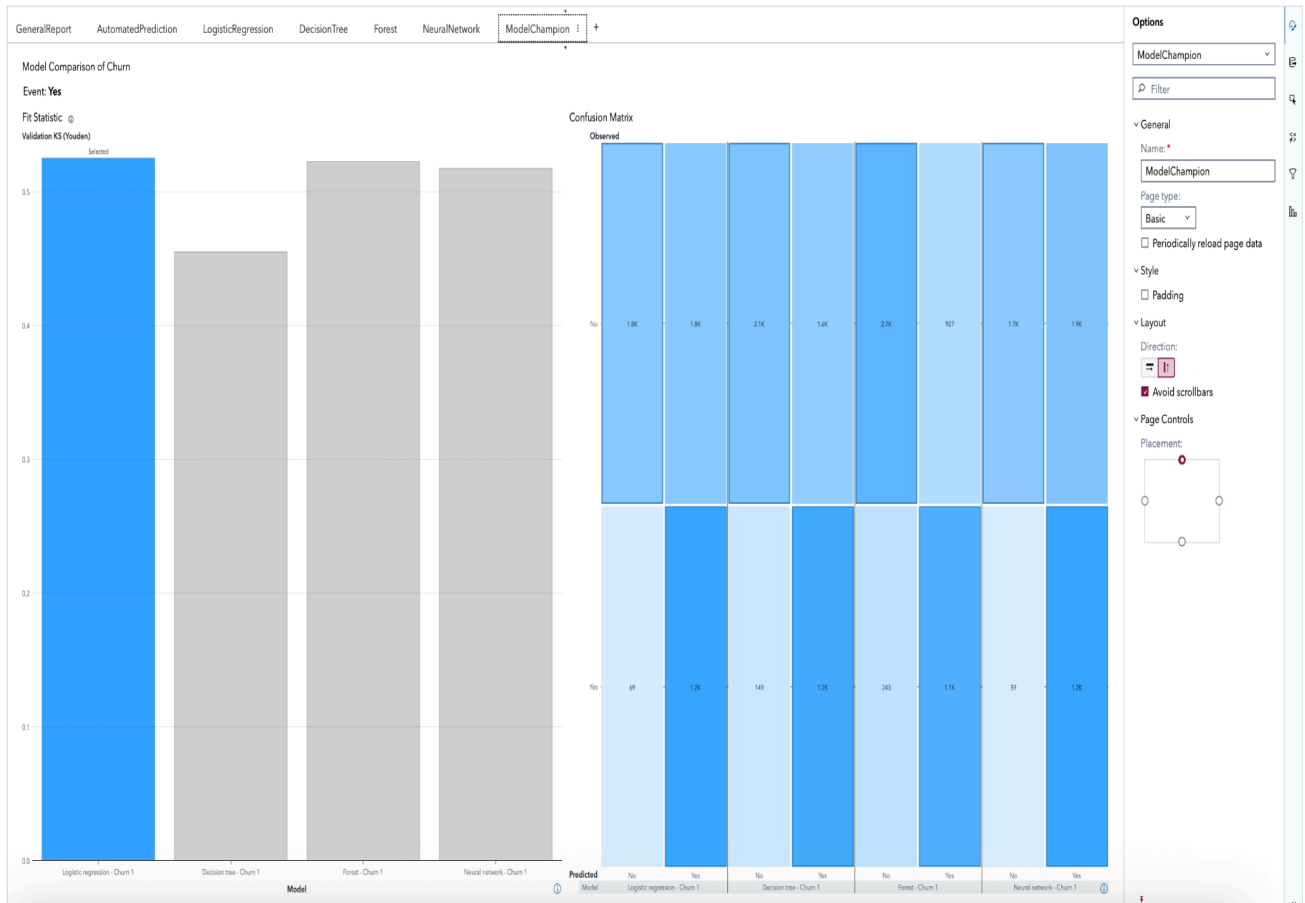 GeneralReport AutomatedPrediction LogisticRegression DecisionTree Forest NeuralNetwork ModelChampion +
Model Comparison of Churn
Event: Yes
Fit Statistic
Validation KS (Youden)
Selected
0.5
0.4
0.3
0.2
0.1
0.0
Logistic regression - Churn 1 Decision tree - Churn 1 Forest - Churn 1 Neural network - Churn 1
Model
Confusion Matrix
Observed
No 1.8K 1.8K 2.1K 1.6K 2.7K 927 1.7K 1.9K
Yes 69 1.2K 149 1.2K 243 1.1K 59 1.2K
Predicted No Yes No Yes No Yes No Yes
Model Logistic regression - Churn 1 Decision tree - Churn 1 Forest - Churn 1 Neural network - Churn 1
Options
ModelChampion
Filter
General
Name:*
ModelChampion
Page type:
Basic
Periodically reload page data
Style
Padding
Layout
Direction:
Avoid scrollbars
Page Controls
Placement: